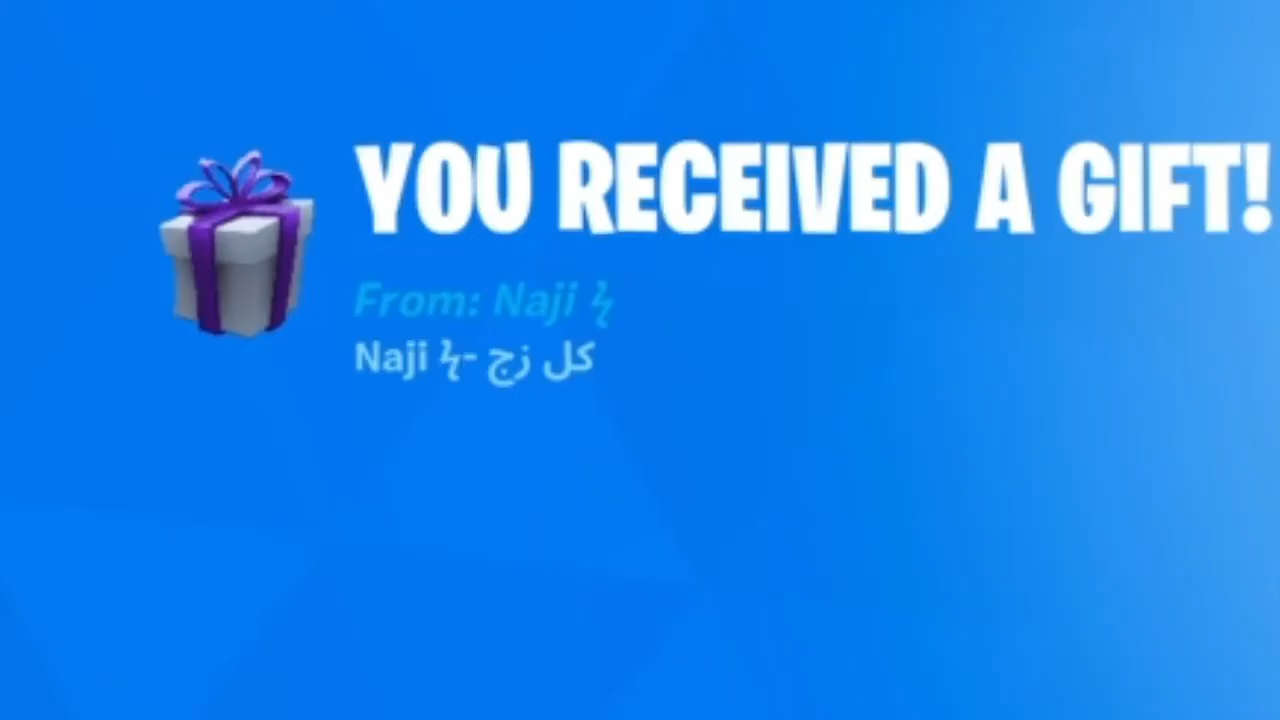 YOU RECEIVED A GIFT!
From: Naji ϟ
Naji ϟ- كل زج